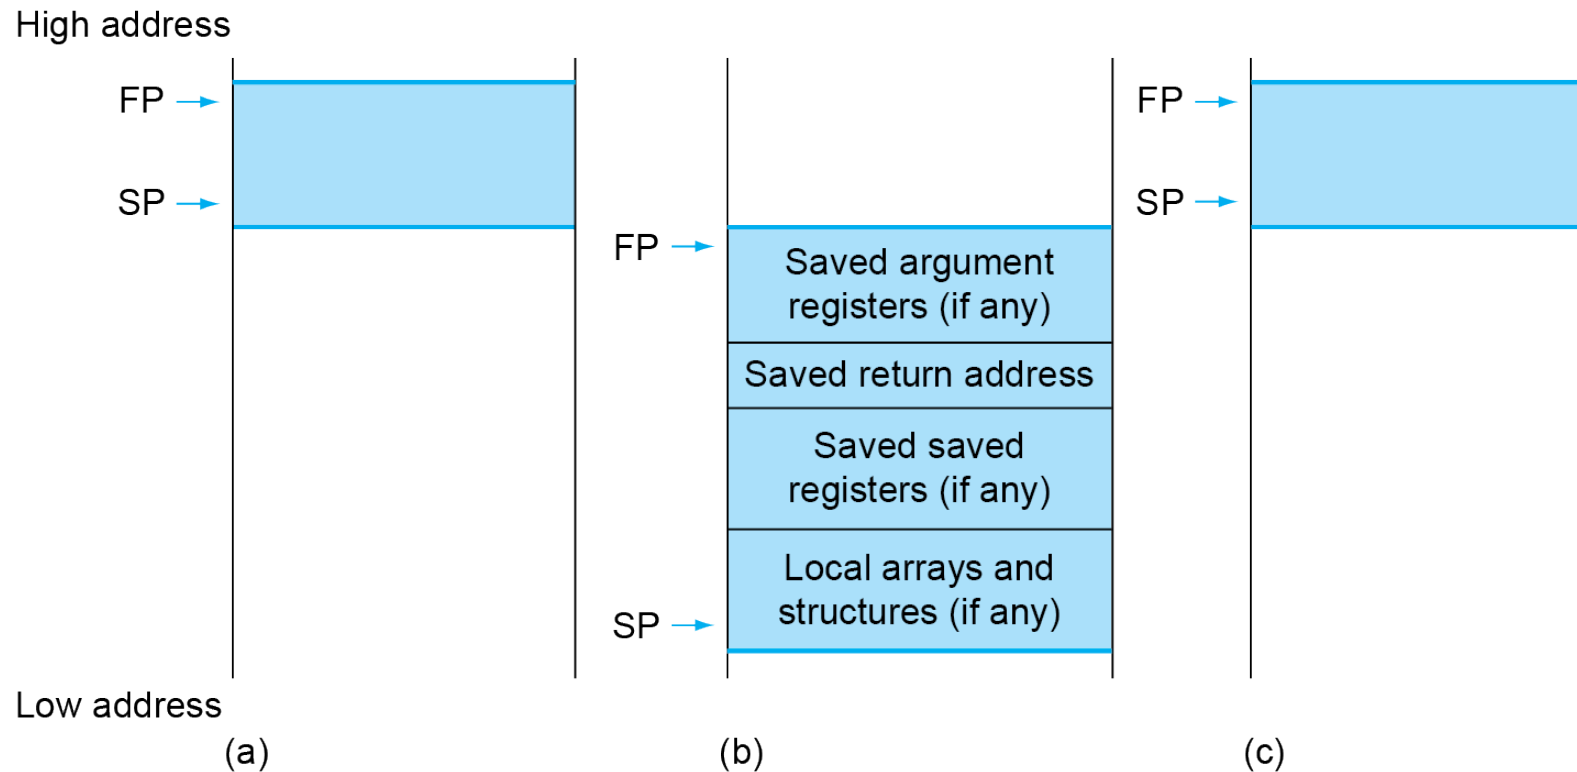 High address
FP
SP
FP
Saved argument
registers (if any)
Saved return address
Saved saved
registers (if any)
Local arrays and
structures (if any)
SP
FP
SP
Low address
(a)
(b)
(c)